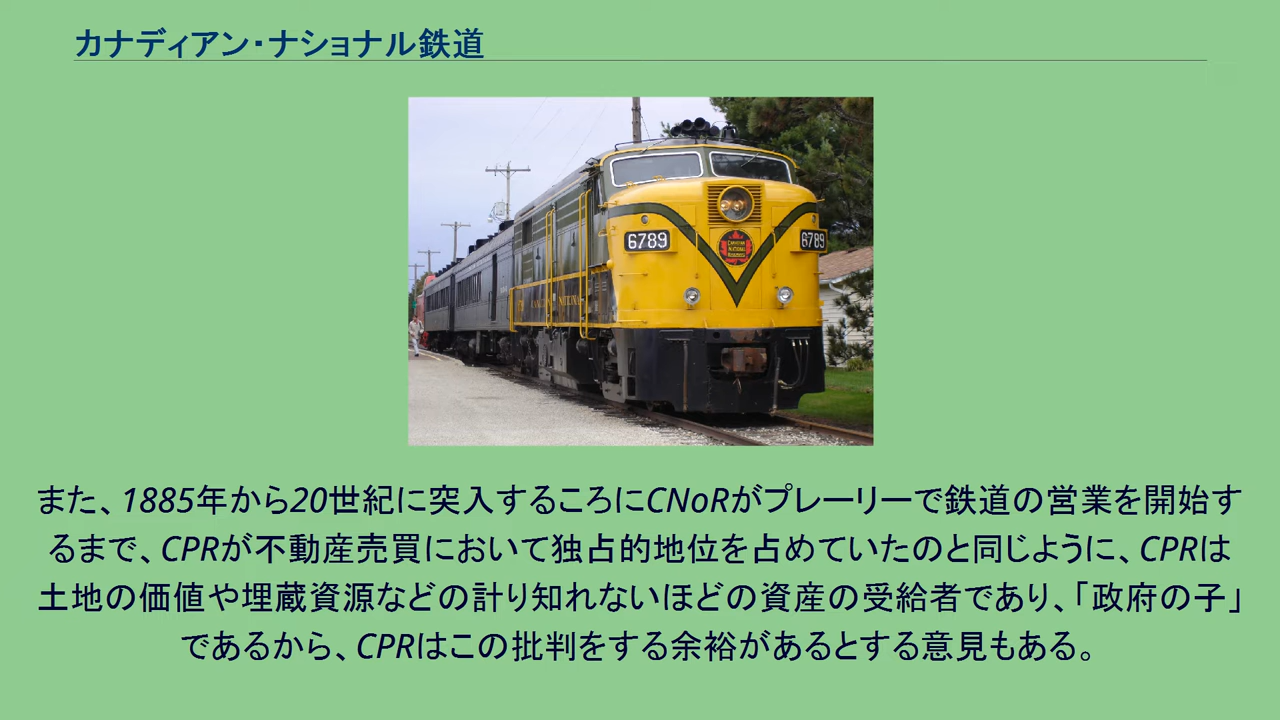 カナディアン・ナショナル鉄道
6789
6789
CANADIAN
NATIONAL
RAILWAYS
また、1885年から20世紀に突入するころにCNoRがプレーリーで鉄道の営業を開始す
るまで、CPRが不動産売買において独占的地位を占めていたのと同じように、CPRは
土地の価値や埋蔵資源などの計り知れないほどの資産の受給者であり、「政府の子」
であるから、CPRはこの批判をする余裕があるとする意見もある。